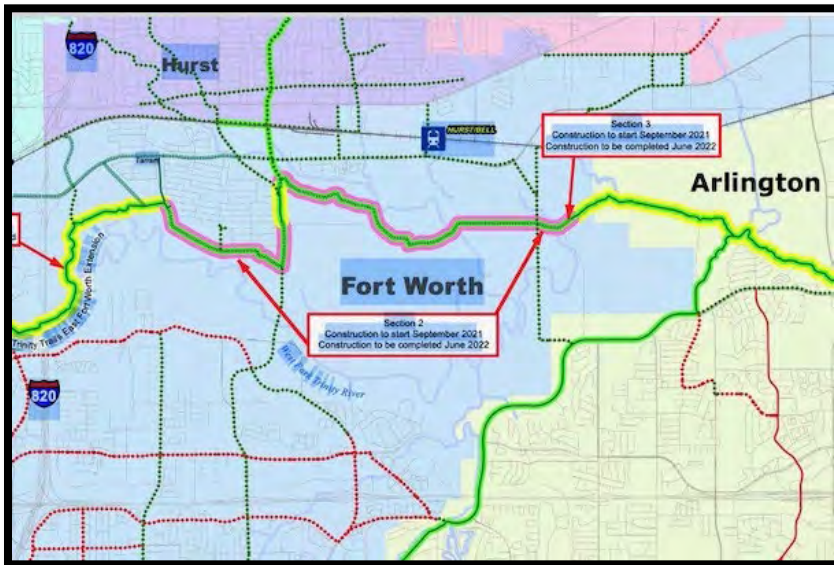 820
Hurst
HURST/BELL
Section 3
Construction to start September 2021
Construction to be completed June 2022
Tarrant
Arlington
Fort Worth
Trinity Trails East Fort Worth Extension
Section 2
Construction to start September 2021
Construction to be completed June 2022
West Fork Trinity River
820